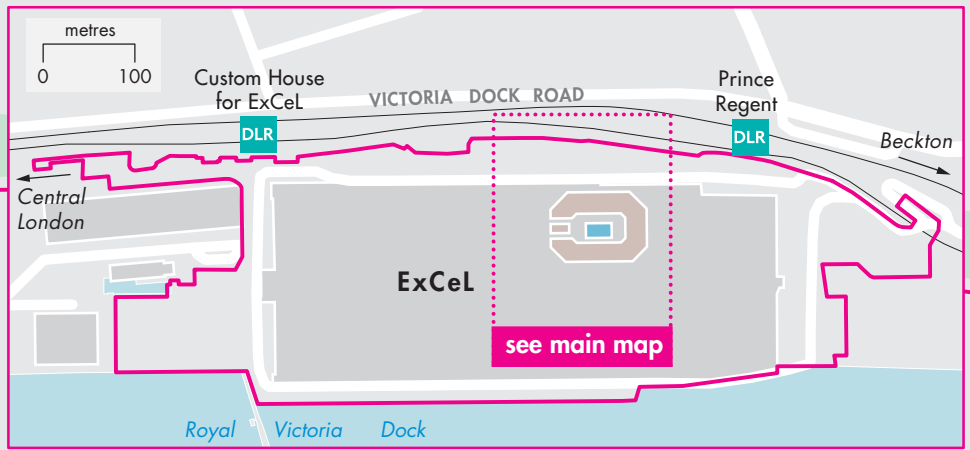 metres
0 100
Custom House
for ExCeL
DLR
VICTORIA DOCK ROAD
Prince
Regent
DLR
Beckton
Central
London
ExCeL
see main map
Royal Victoria Dock